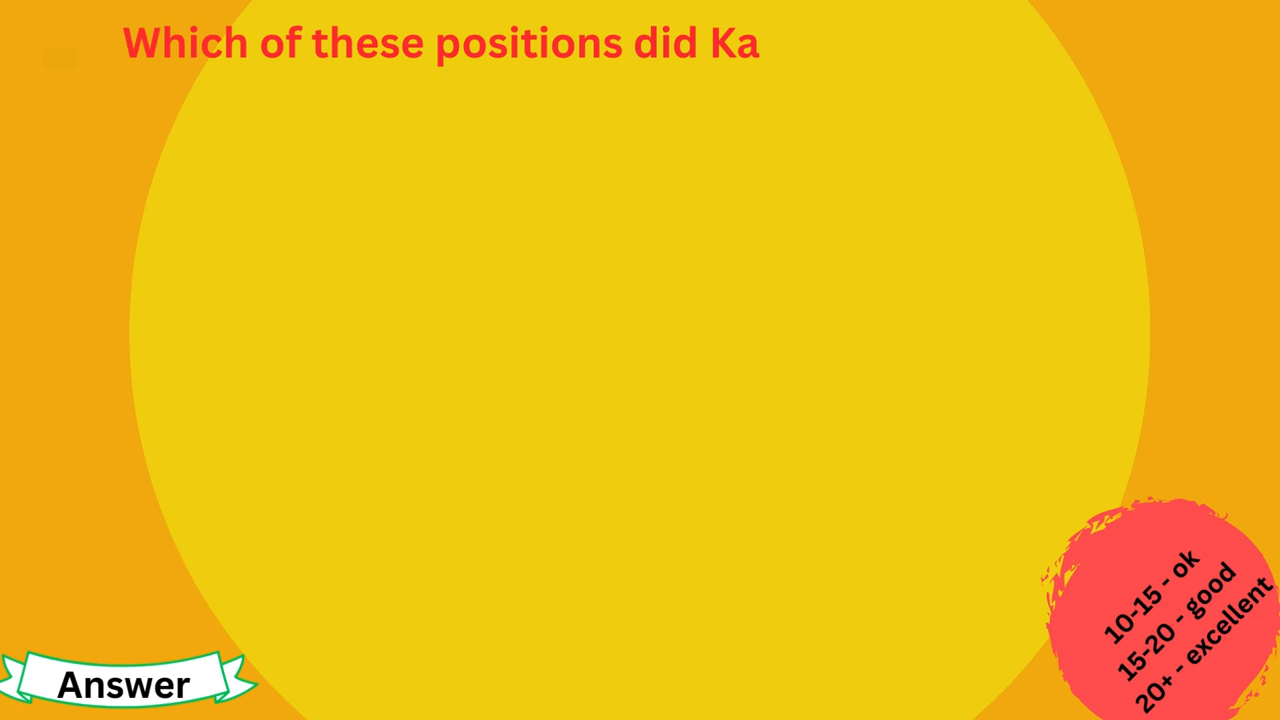 Which of these positions did Ka
10-15 - ok
15-20 - good
20+ - excellent
Answer